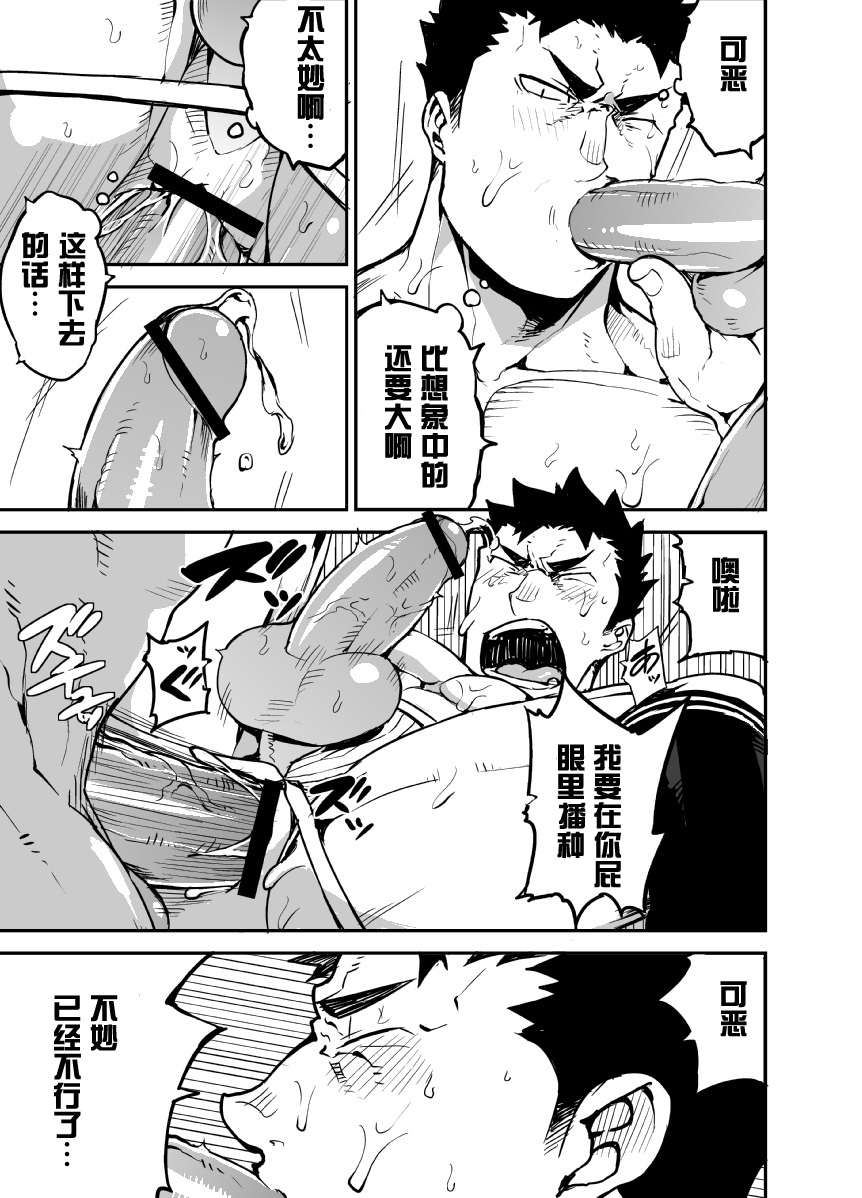 可恶
比想象中的
还要大啊
不太妙啊…
这样下去
的话…
噢啦
あッ
我要在你屁
眼里播种
ズッ
ズチュ
ッぐ
ズッ
可恶
不妙
已经不行了…